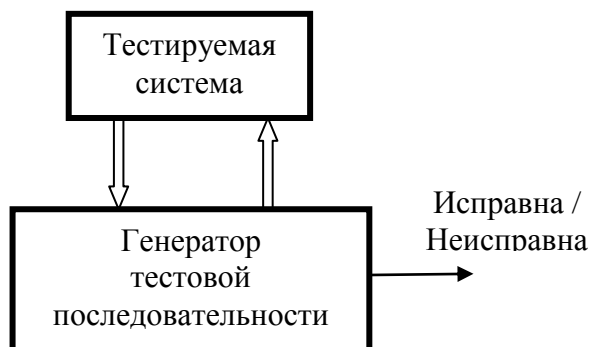 Тестируемая
система
Исправна /
Неисправна
Генератор
тестовой
последовательности